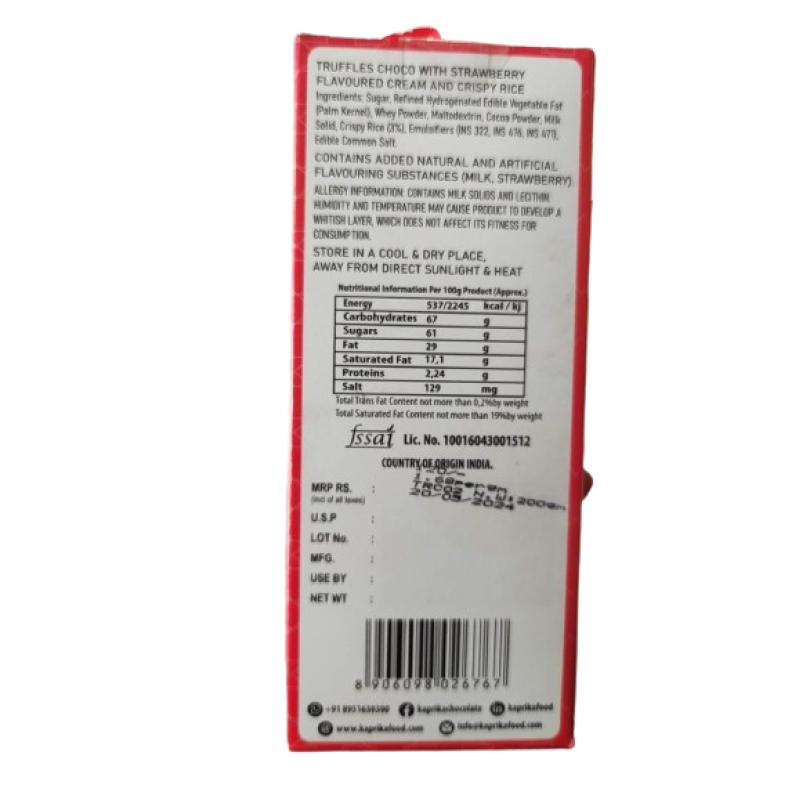 TRUFFLES CHOCO WITH STRAWBERRY
FLAVOURED CREAM AND CRISPY RICE
Ingredients: Sugar, Refined Hydrogenated Edible Vegetable Fat
(Palm Kernel), Whey Powder, Maltodextrin, Cocoa Powder, Milk
Solid, Crispy Rice (3%), Emulsifiers (INS 322, INS 476, INS 471),
Edible Common Salt.
CONTAINS ADDED NATURAL AND ARTIFICIAL
FLAVOURING SUBSTANCES (MILK, STRAWBERRY)
ALLERGY INFORMATION: CONTAINS MILK SOLIDS AND LECITHIN.
HUMIDITY AND TEMPERATURE MAY CAUSE PRODUCT TO DEVELOP A
WHITISH LAYER, WHICH DOES NOT AFFECT ITS FITNESS FOR
CONSUMPTION.
STORE IN A COOL & DRY PLACE,
AWAY FROM DIRECT SUNLIGHT & HEAT
Nutritional Information Per 100g Product (Approx.)
Energy 537/2245 kcal / kj
Carbohydrates 67 g
Sugars 61 g
Fat 29 g
Saturated Fat 17,1 g
Proteins 2,24 g
Salt 129 mg
Total Trans Fat Content not more than 0,2%by weight
Total Saturated Fat Content not more than 19%by weight
fssai Lic. No. 10016043001512
COUNTRY OF ORIGIN INDIA.
MRP RS. :
(incl of all taxes)
U.S.P :
LOT No. :
MFG. :
USE BY :
NET WT :
TRC02 N.W:200gm
8 906098 026767
+91 8951630300 kaprikachocolate kaprikafood
www.kaprikafood.com info@kaprikafood.com